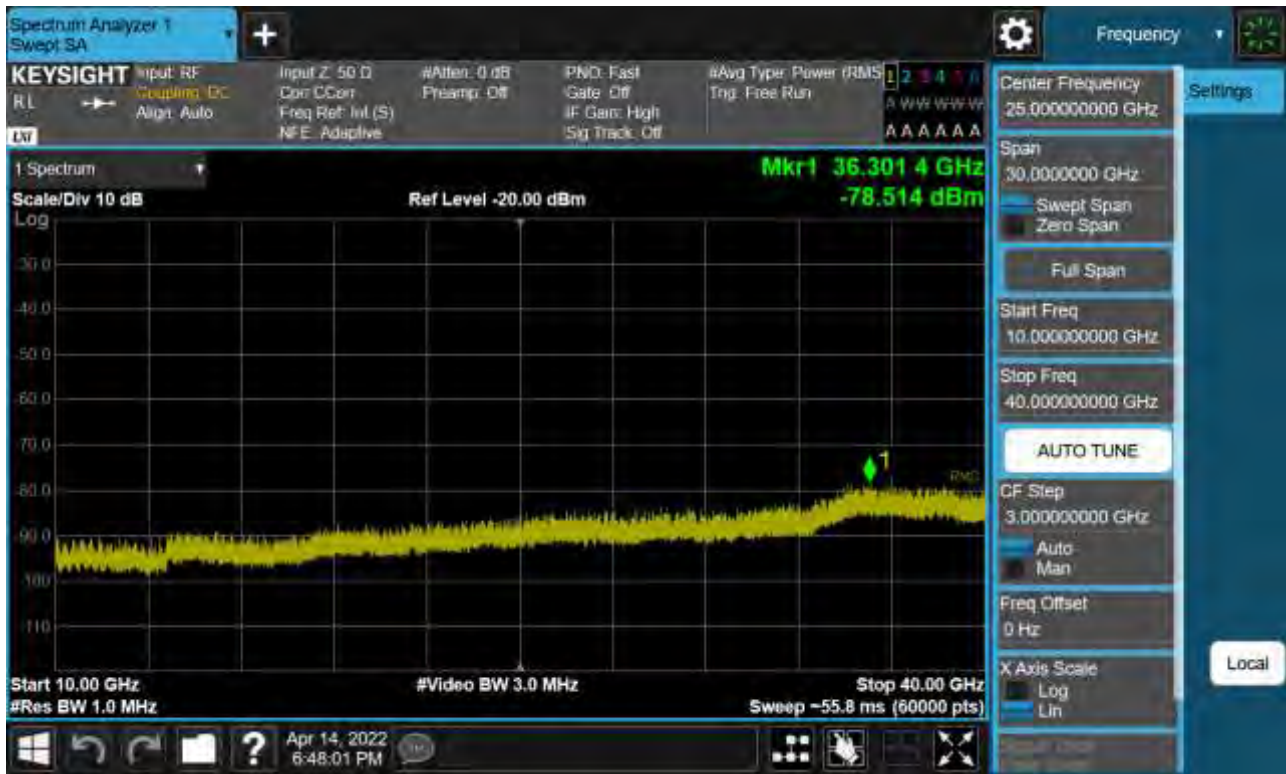 Spectrum Analyzer 1
Swept SA
Frequency
KEYSIGHT
Input: RF
Coupling: DC
Align: Auto
RL
Input Z: 50 Ω
Corr CCorr
Freq Ref: Int (S)
NFE: Adaptive
#Atten: 0 dB
Preamp: Off
PNO: Fast
Gate: Off
IF Gain: High
Sig Track: Off
#Avg Type: Power (RMS
Trig: Free Run
1 2 3 4 5 6
A W W W W W
A A A A A A
1 Spectrum
Scale/Div 10 dB
Ref Level -20.00 dBm
Mkr1 36.301 4 GHz
-78.514 dBm
Log
-30.0
-40.0
-50.0
-60.0
-70.0
-80.0
-90.0
-100
-110
1
RMS
Start 10.00 GHz
#Video BW 3.0 MHz
Stop 40.00 GHz
#Res BW 1.0 MHz
Sweep ~55.8 ms (60000 pts)
Center Frequency
25.000000000 GHz
Settings
Span
30.0000000 GHz
Swept Span
Zero Span
Full Span
Start Freq
10.000000000 GHz
Stop Freq
40.000000000 GHz
AUTO TUNE
CF Step
3.000000000 GHz
Auto
Man
Freq Offset
0 Hz
X Axis Scale
Log
Lin
Local
?
Apr 14, 2022
6:48:01 PM